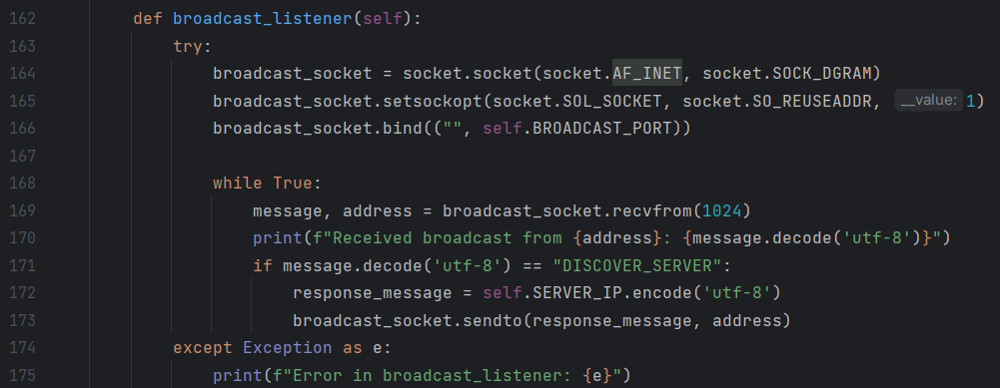 162 def broadcast_listener(self):
163 try:
164 broadcast_socket = socket.socket(socket.AF_INET, socket.SOCK_DGRAM)
165 broadcast_socket.setsockopt(socket.SOL_SOCKET, socket.SO_REUSEADDR, __value: 1)
166 broadcast_socket.bind(("", self.BROADCAST_PORT))
167
168 while True:
169 message, address = broadcast_socket.recvfrom(1024)
170 print(f"Received broadcast from {address}: {message.decode('utf-8')}")
171 if message.decode('utf-8') == "DISCOVER_SERVER":
172 response_message = self.SERVER_IP.encode('utf-8')
173 broadcast_socket.sendto(response_message, address)
174 except Exception as e:
175 print(f"Error in broadcast_listener: {e}")